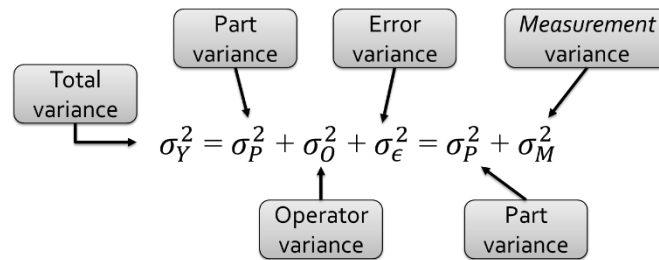 Part
variance
Error
variance
Measurement
variance
Total
variance
σ_Y^2 = σ_P^2 + σ_O^2 + σ_ϵ^2 = σ_P^2 + σ_M^2
Operator
variance
Part
variance